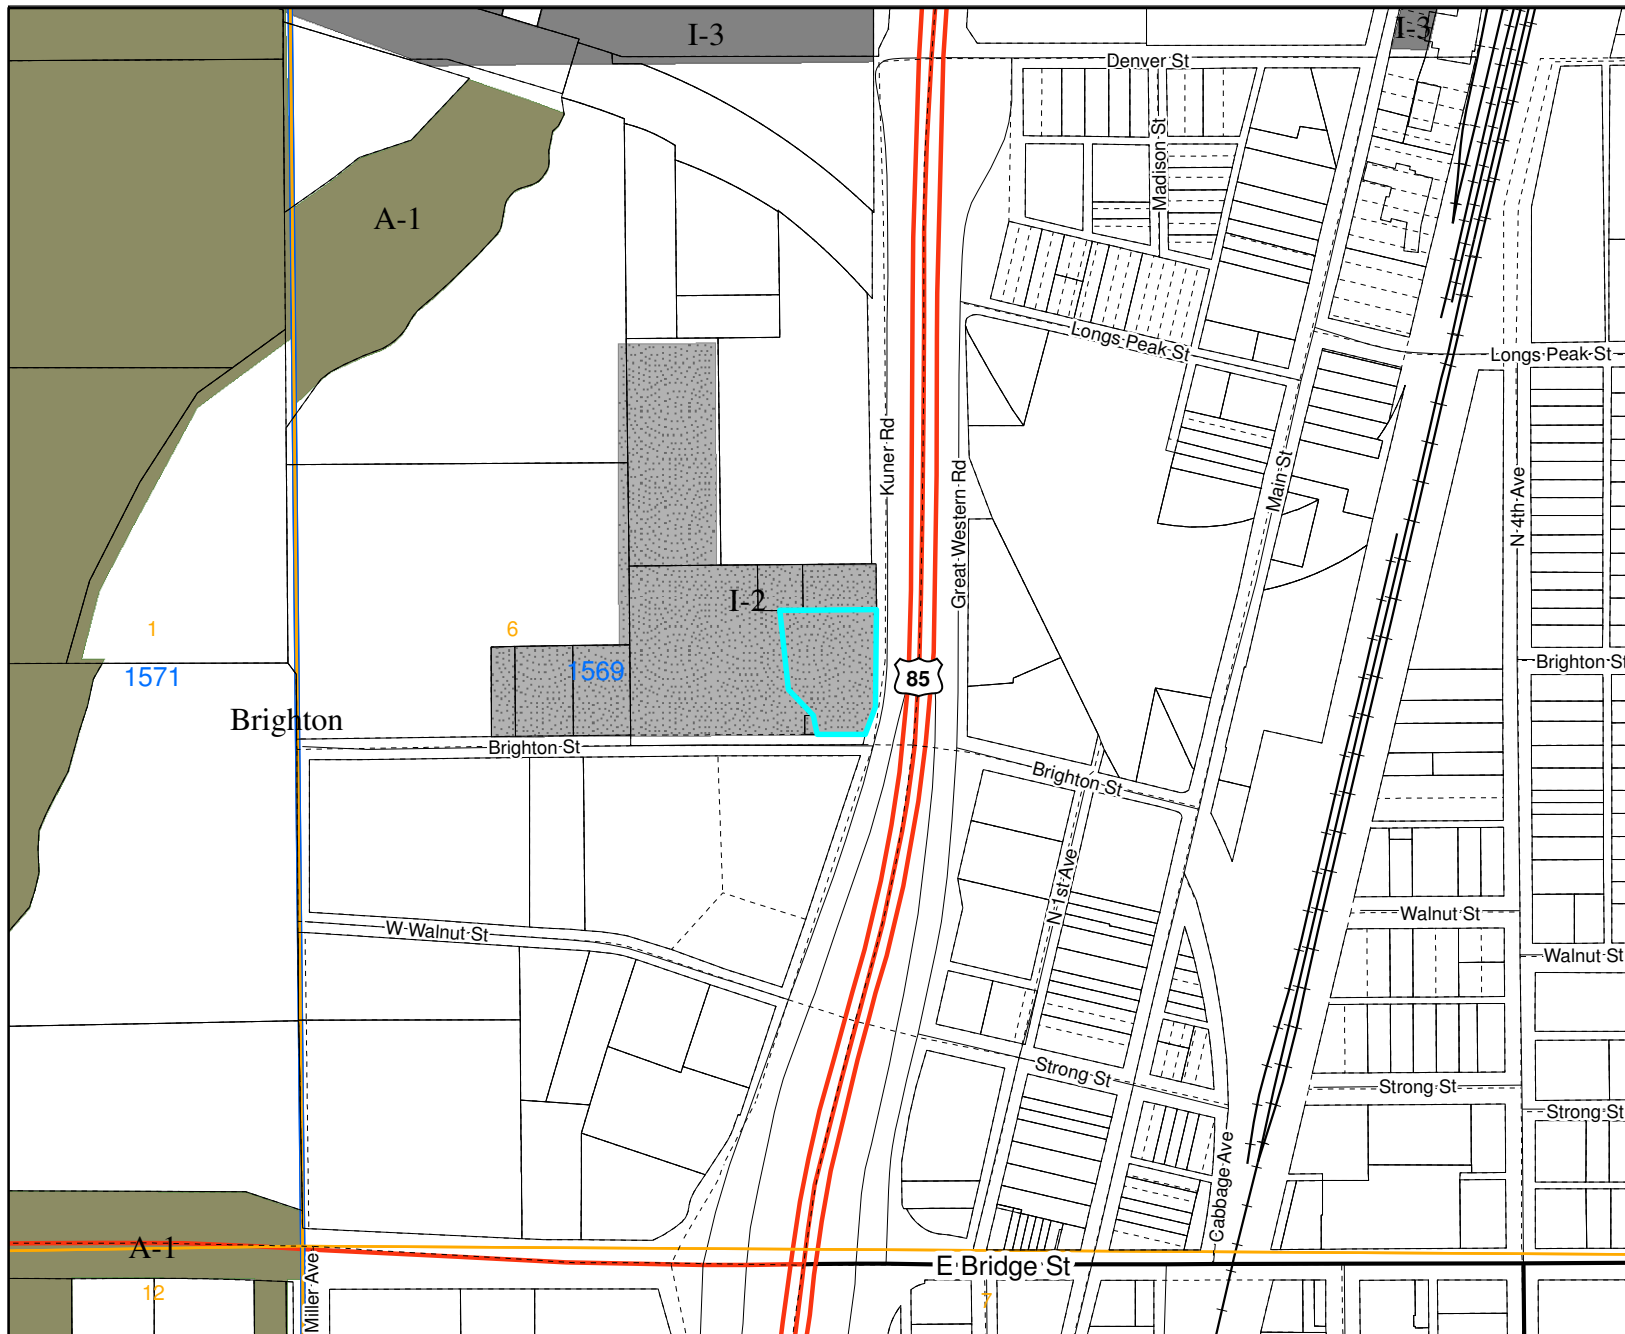 I-3
I-3
Denver St
Madison St
A-1
Longs Peak St
Longs Peak St
Kuner Rd
Great Western Rd
Main St
N 4th Ave
I-2
1
6
1571
1569
85
Brighton St
Brighton
Brighton St
Brighton St
N 1st Ave
W Walnut St
Walnut St
Walnut St
Strong St
Strong St
Strong St
Cabbage Ave
A-1
Miller Ave
E Bridge St
12
7